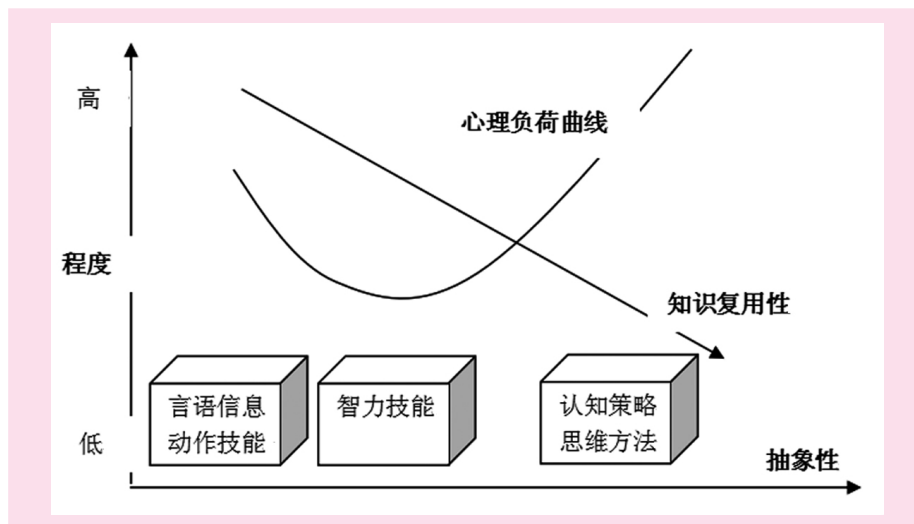 高
心理负荷曲线
程度
知识复用性
言语信息
动作技能
智力技能
认知策略
思维方法
低
抽象性